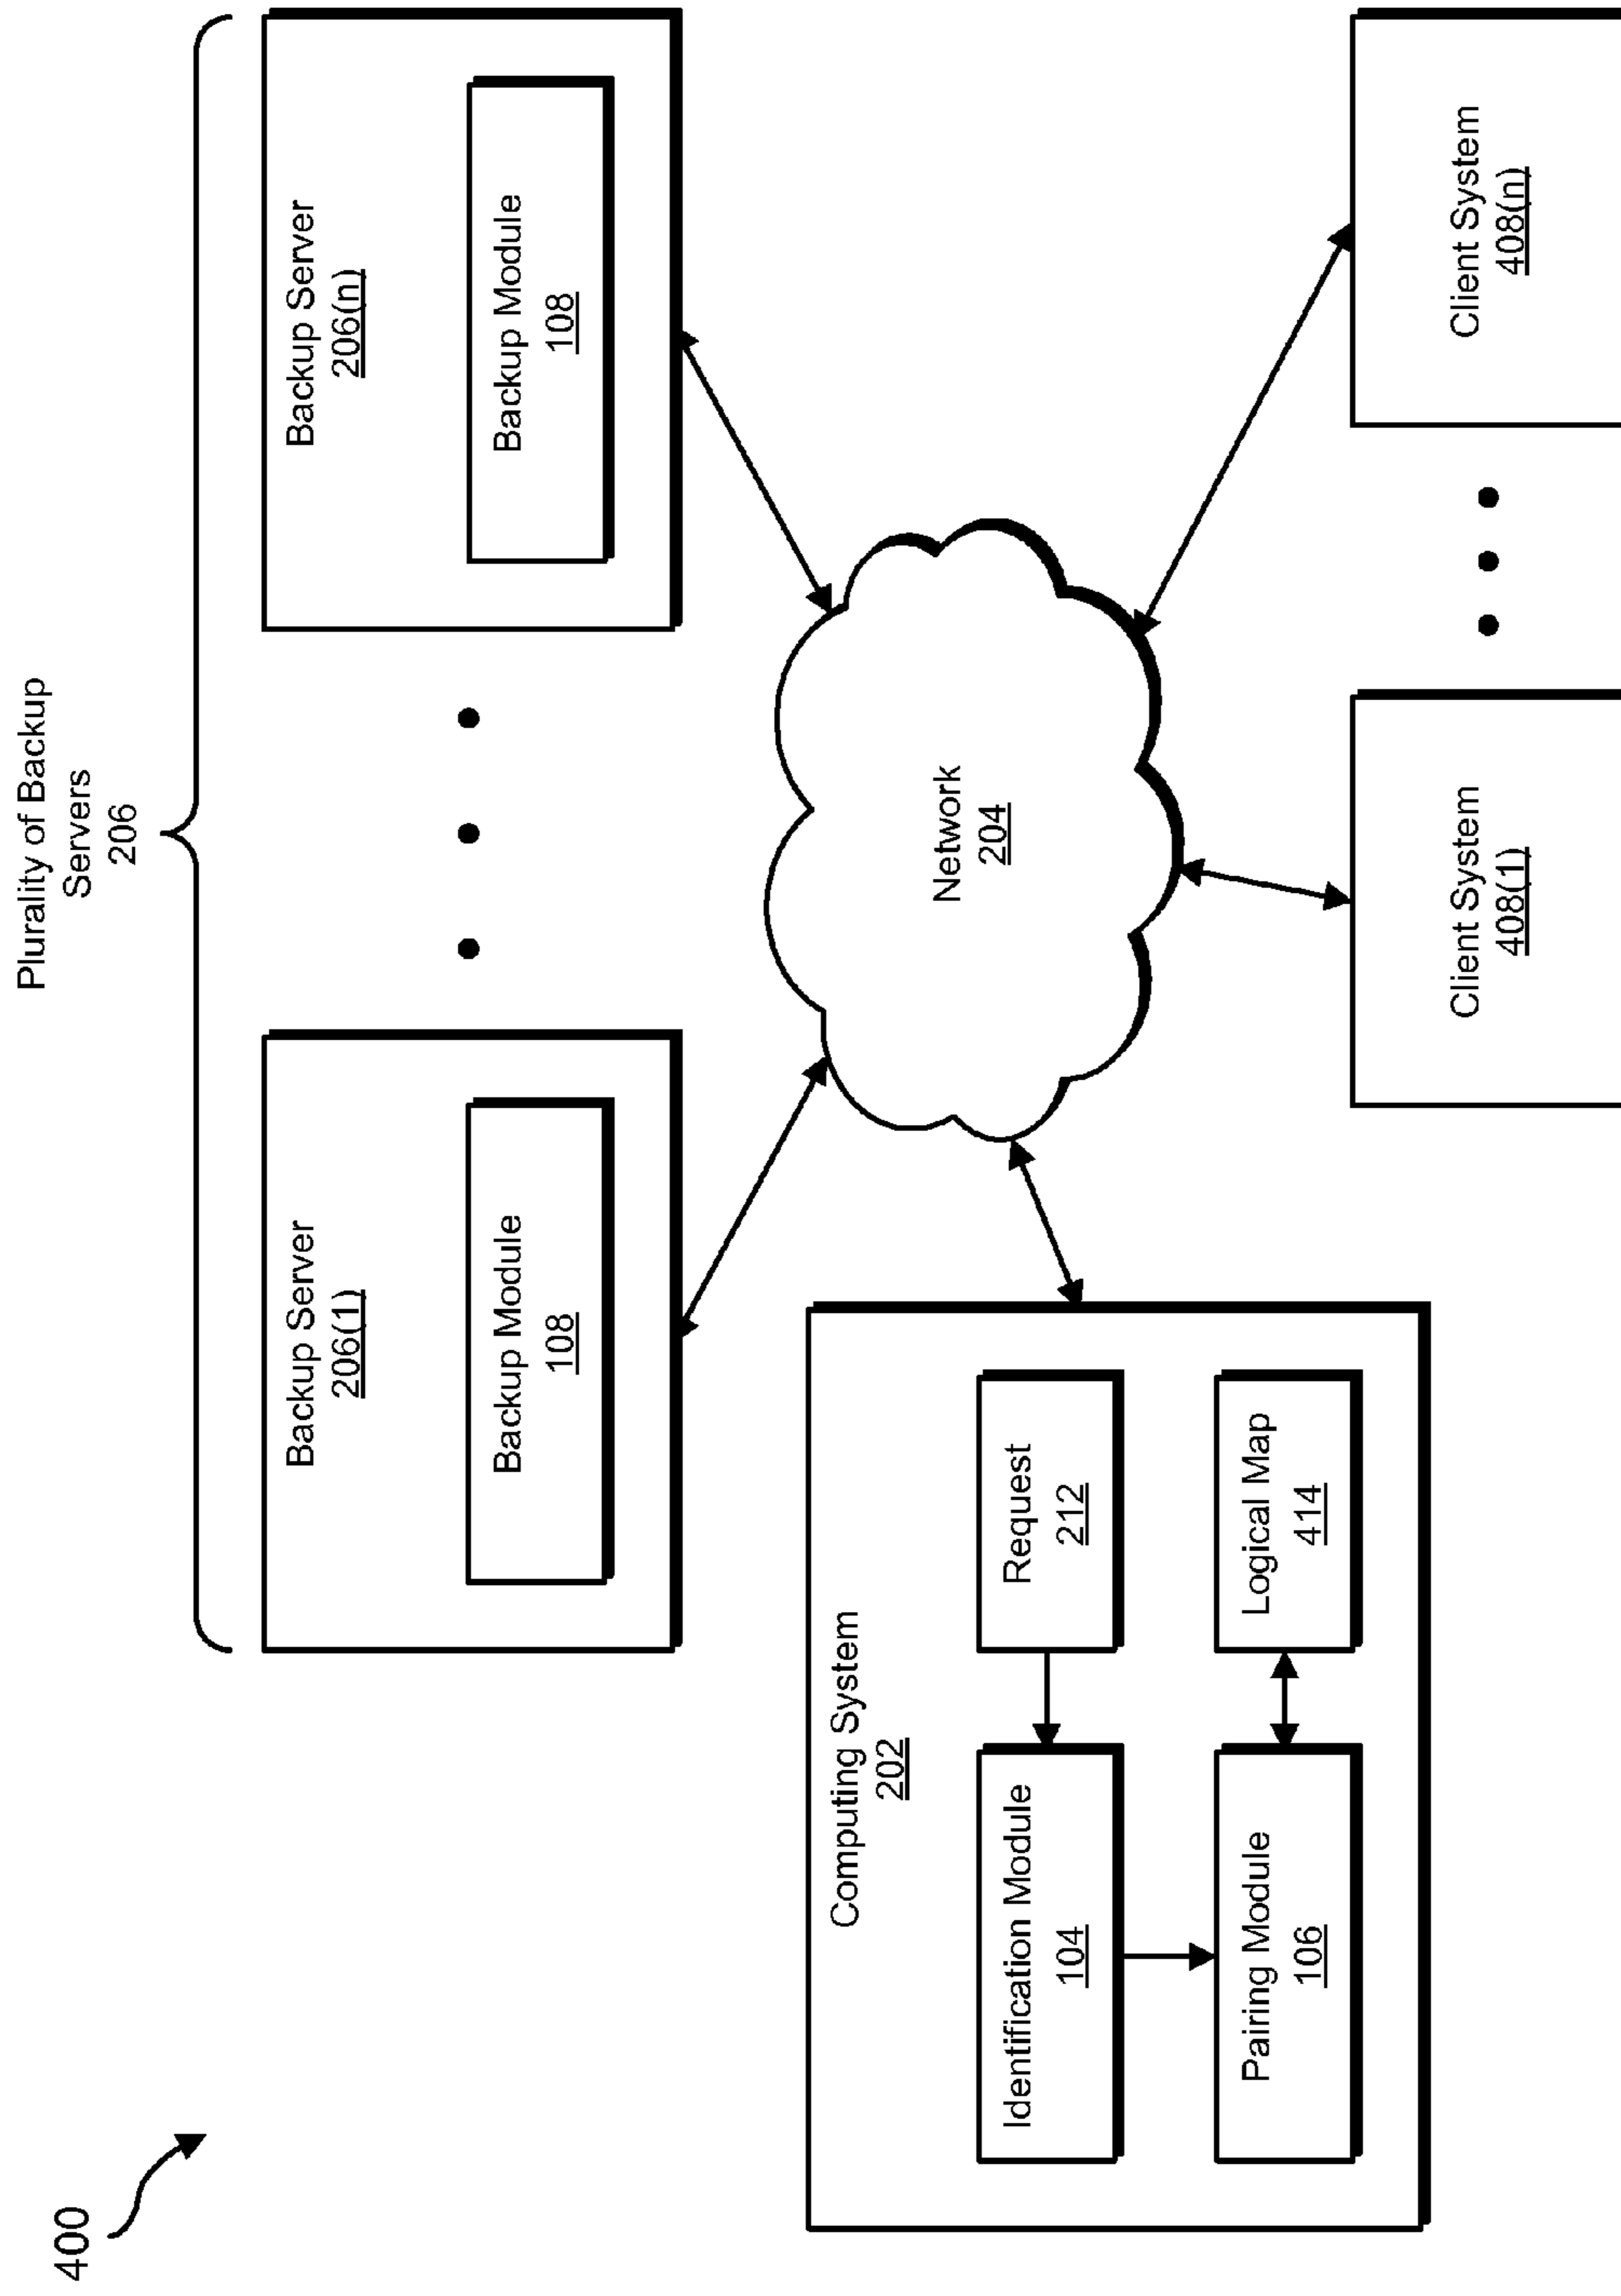 400
Plurality of Backup
Servers
206
Backup Server
206(1)
Backup Module
108
Backup Server
206(n)
Backup Module
108
Computing System
202
Request
212
Identification Module
104
Logical Map
414
Pairing Module
106
Network
204
Client System
408(1)
Client System
408(n)